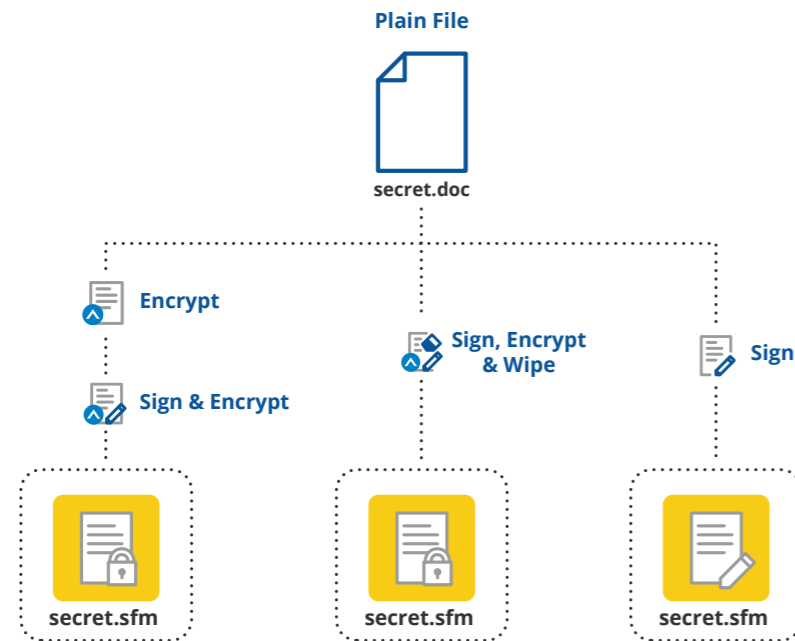 Plain File
secret.doc
Encrypt
Sign & Encrypt
Sign, Encrypt
& Wipe
Sign
secret.sfm
secret.sfm
secret.sfm